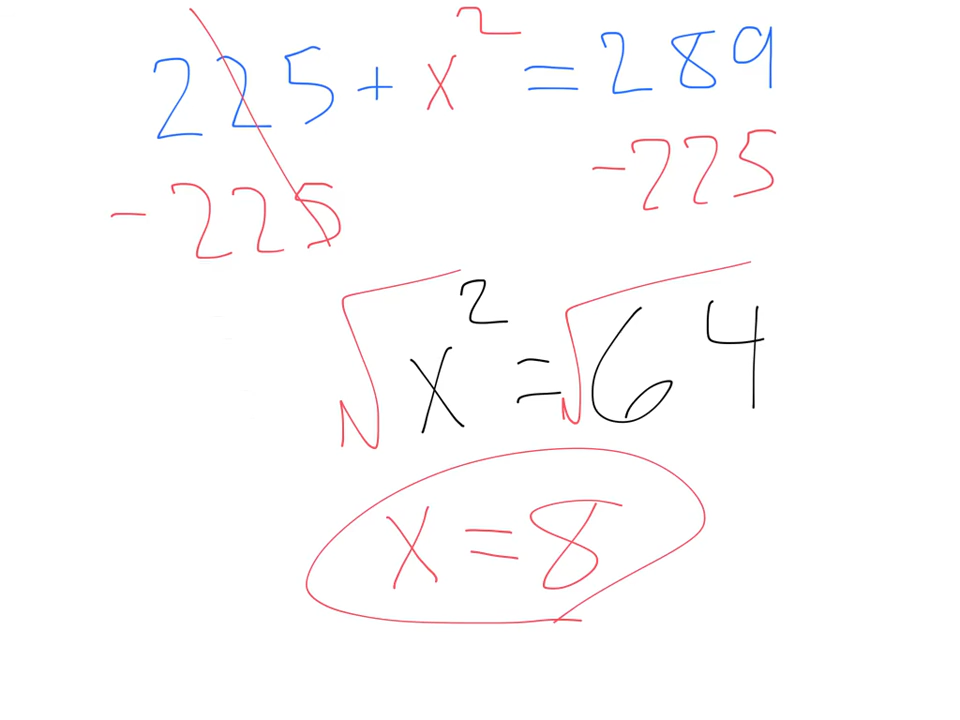 225 + x² = 289
-225 -225
√x² = √64
x = 8